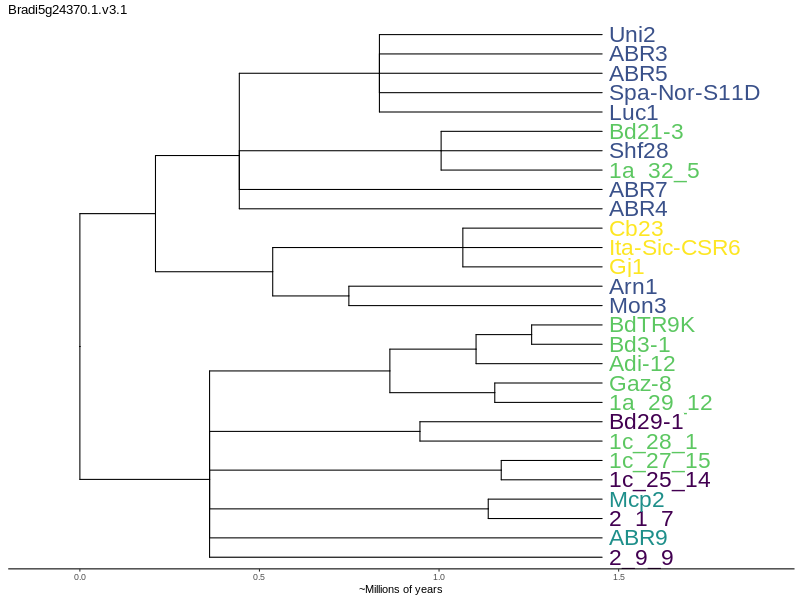 Bradi5g24370.1.v3.1
Uni2
ABR3
ABR5
Spa-Nor-S11D
Luc1
Bd21-3
Shf28
1a_32_5
ABR7
ABR4
Cb23
Ita-Sic-CSR6
Gj1
Arn1
Mon3
BdTR9K
Bd3-1
Adi-12
Gaz-8
1a_29_12
Bd29-1
1c_28_1
1c_27_15
1c_25_14
Mcp2
2_1_7
ABR9
2_9_9
0.0 0.5 1.0 1.5
~Millions of years